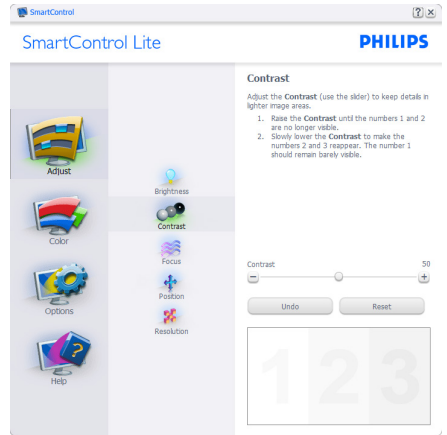 SmartControl
? ×
SmartControl Lite
PHILIPS
Adjust
Color
Options
Help
Brightness
Contrast
Focus
Position
Resolution
Contrast
Adjust the Contrast (use the slider) to keep details in
lighter image areas.
1. Raise the Contrast until the numbers 1 and 2
are no longer visible.
2. Slowly lower the Contrast to make the
numbers 2 and 3 reappear. The number 1
should remain barely visible.
Contrast 50
− +
Undo Reset
1 2 3